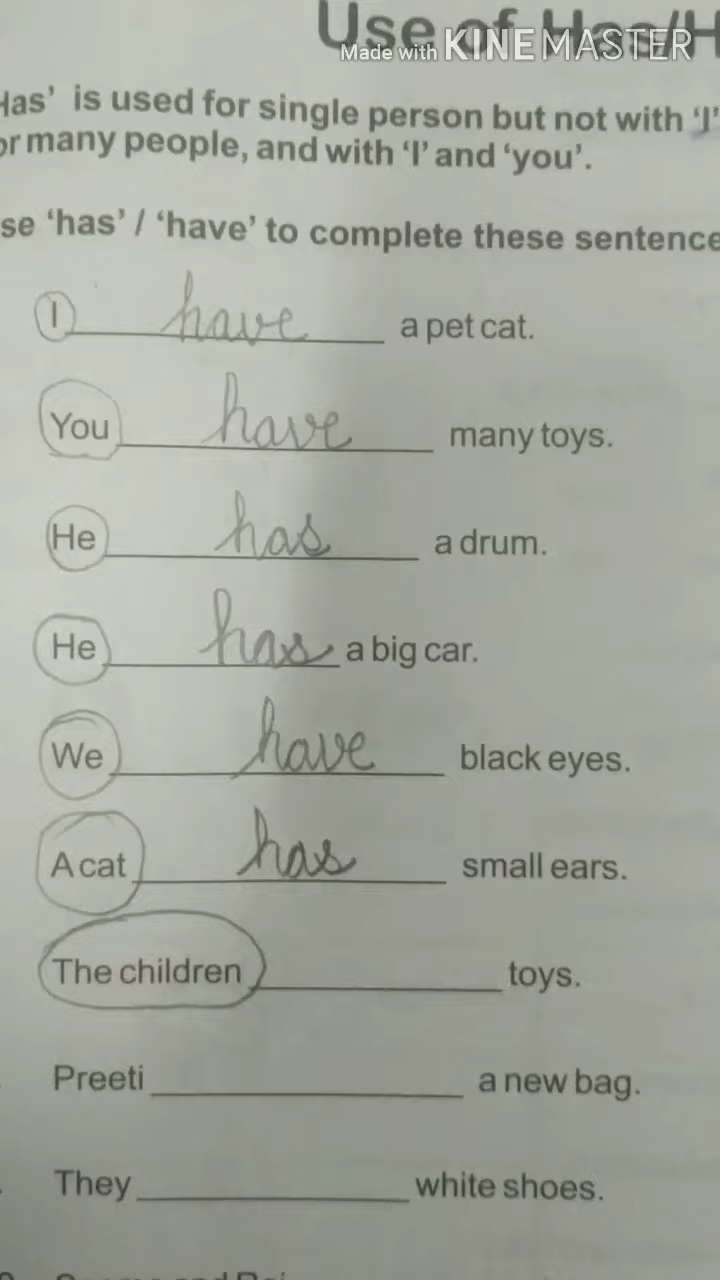 Use of Has/H
Made with KINEMASTER
Has' is used for single person but not with 'I'
or many people, and with 'I' and 'you'.
se 'has' / 'have' to complete these sentence
I have a pet cat.
You have many toys.
He has a drum.
He has a big car.
We have black eyes.
A cat has small ears.
The children toys.
Preeti a new bag.
They white shoes.